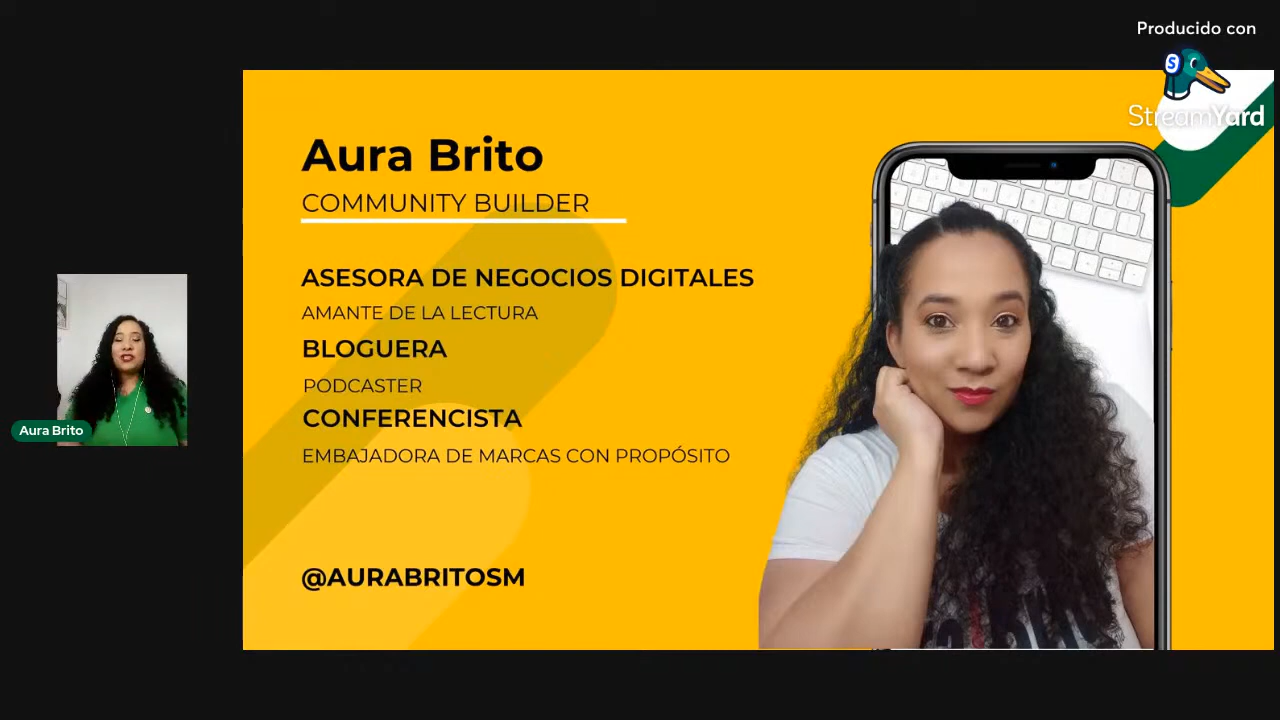 Producido con
StreamYard
Aura Brito
COMMUNITY BUILDER
ASESORA DE NEGOCIOS DIGITALES
AMANTE DE LA LECTURA
BLOGUERA
PODCASTER
CONFERENCISTA
EMBAJADORA DE MARCAS CON PROPÓSITO
@AURABRITOSM
Aura Brito